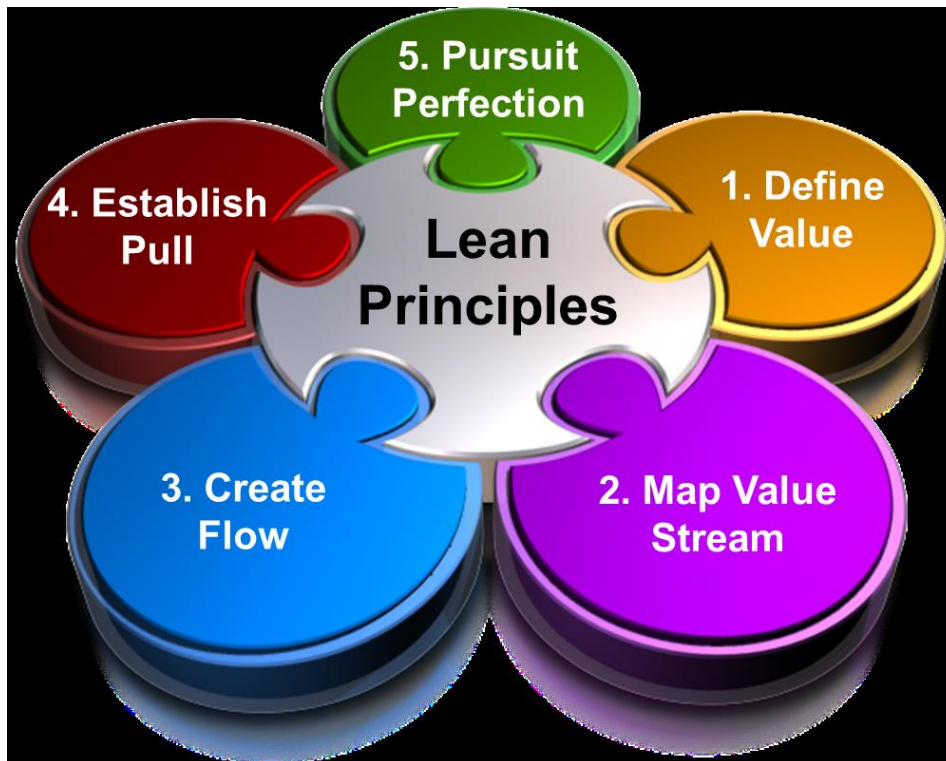 Lean
Principles
1. Define
Value
2. Map Value
Stream
3. Create
Flow
4. Establish
Pull
5. Pursuit
Perfection